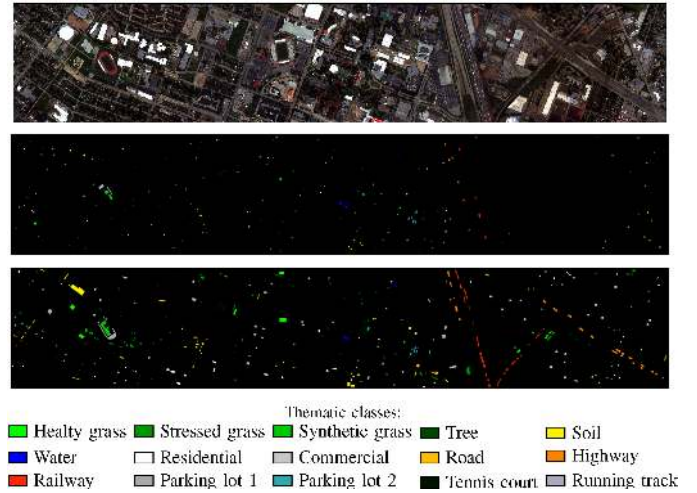 Thematic classes:
Healty grass Stressed grass Synthetic grass Tree Soil
Water Residential Commercial Road Highway
Railway Parking lot 1 Parking lot 2 Tennis court Running track